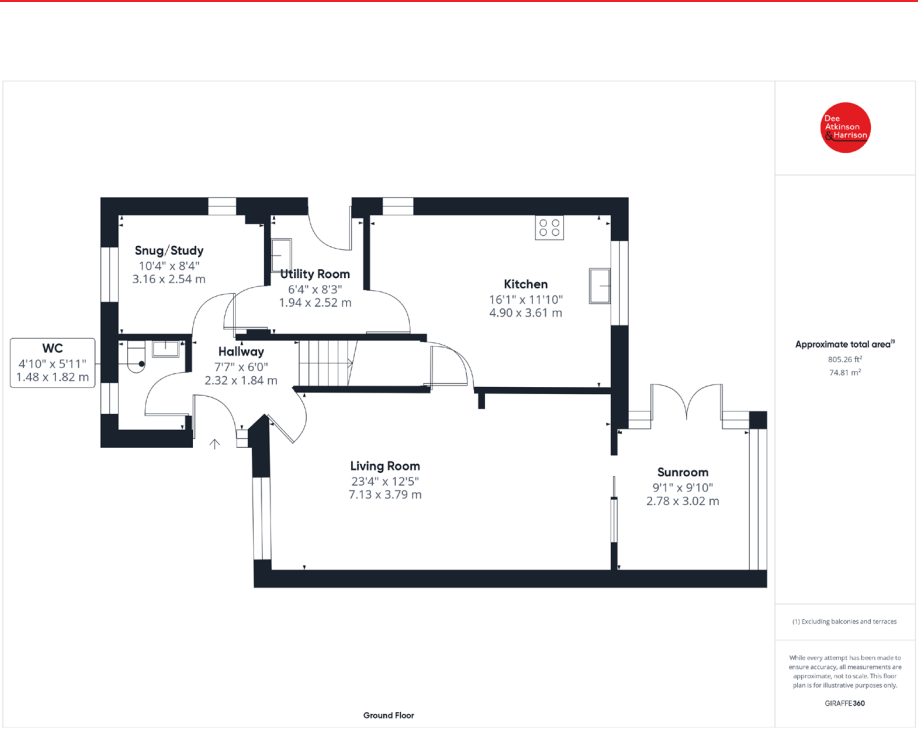 Dee
Atkinson
& Harrison
Snug/Study
10'4" x 8'4"
3.16 x 2.54 m
Utility Room
6'4" x 8'3"
1.94 x 2.52 m
Kitchen
16'1" x 11'10"
4.90 x 3.61 m
WC
4'10" x 5'11"
1.48 x 1.82 m
Hallway
7'7" x 6'0"
2.32 x 1.84 m
Living Room
23'4" x 12'5"
7.13 x 3.79 m
Sunroom
9'1" x 9'10"
2.78 x 3.02 m
Ground Floor
Approximate total area⁽¹⁾
805.26 ft²
74.81 m²
(1) Excluding balconies and terraces
While every attempt has been made to
ensure accuracy, all measurements are
approximate, not to scale. This floor
plan is for illustrative purposes only.
GIRAFFE360